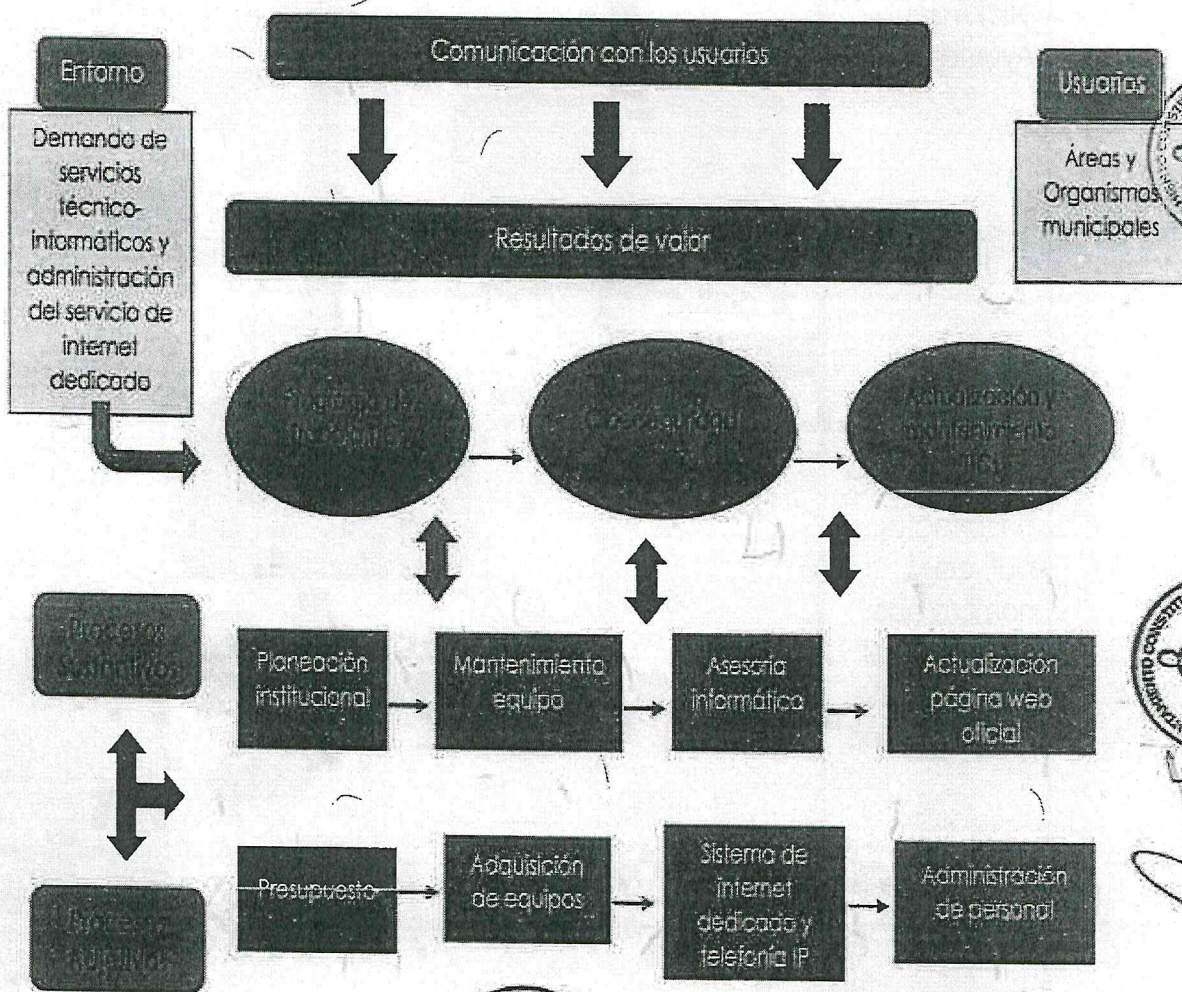 Comunicación con los usuarios
Entorno
Usuarios
Demanda de
servicios
técnico-
informáticos y
administración
del servicio de
internet
dedicado
Áreas y
Organismos
municipales
Resultados de valor
Ciberseguridad
Actualización y
mantenimiento
Procesos
Sustantivos
Planeación
institucional
Mantenimiento
equipo
Asesoría
informática
Actualización
página web
oficial
Presupuesto
Adquisición
de equipos
Sistema de
internet
dedicado y
telefonía IP
Administración
de personal